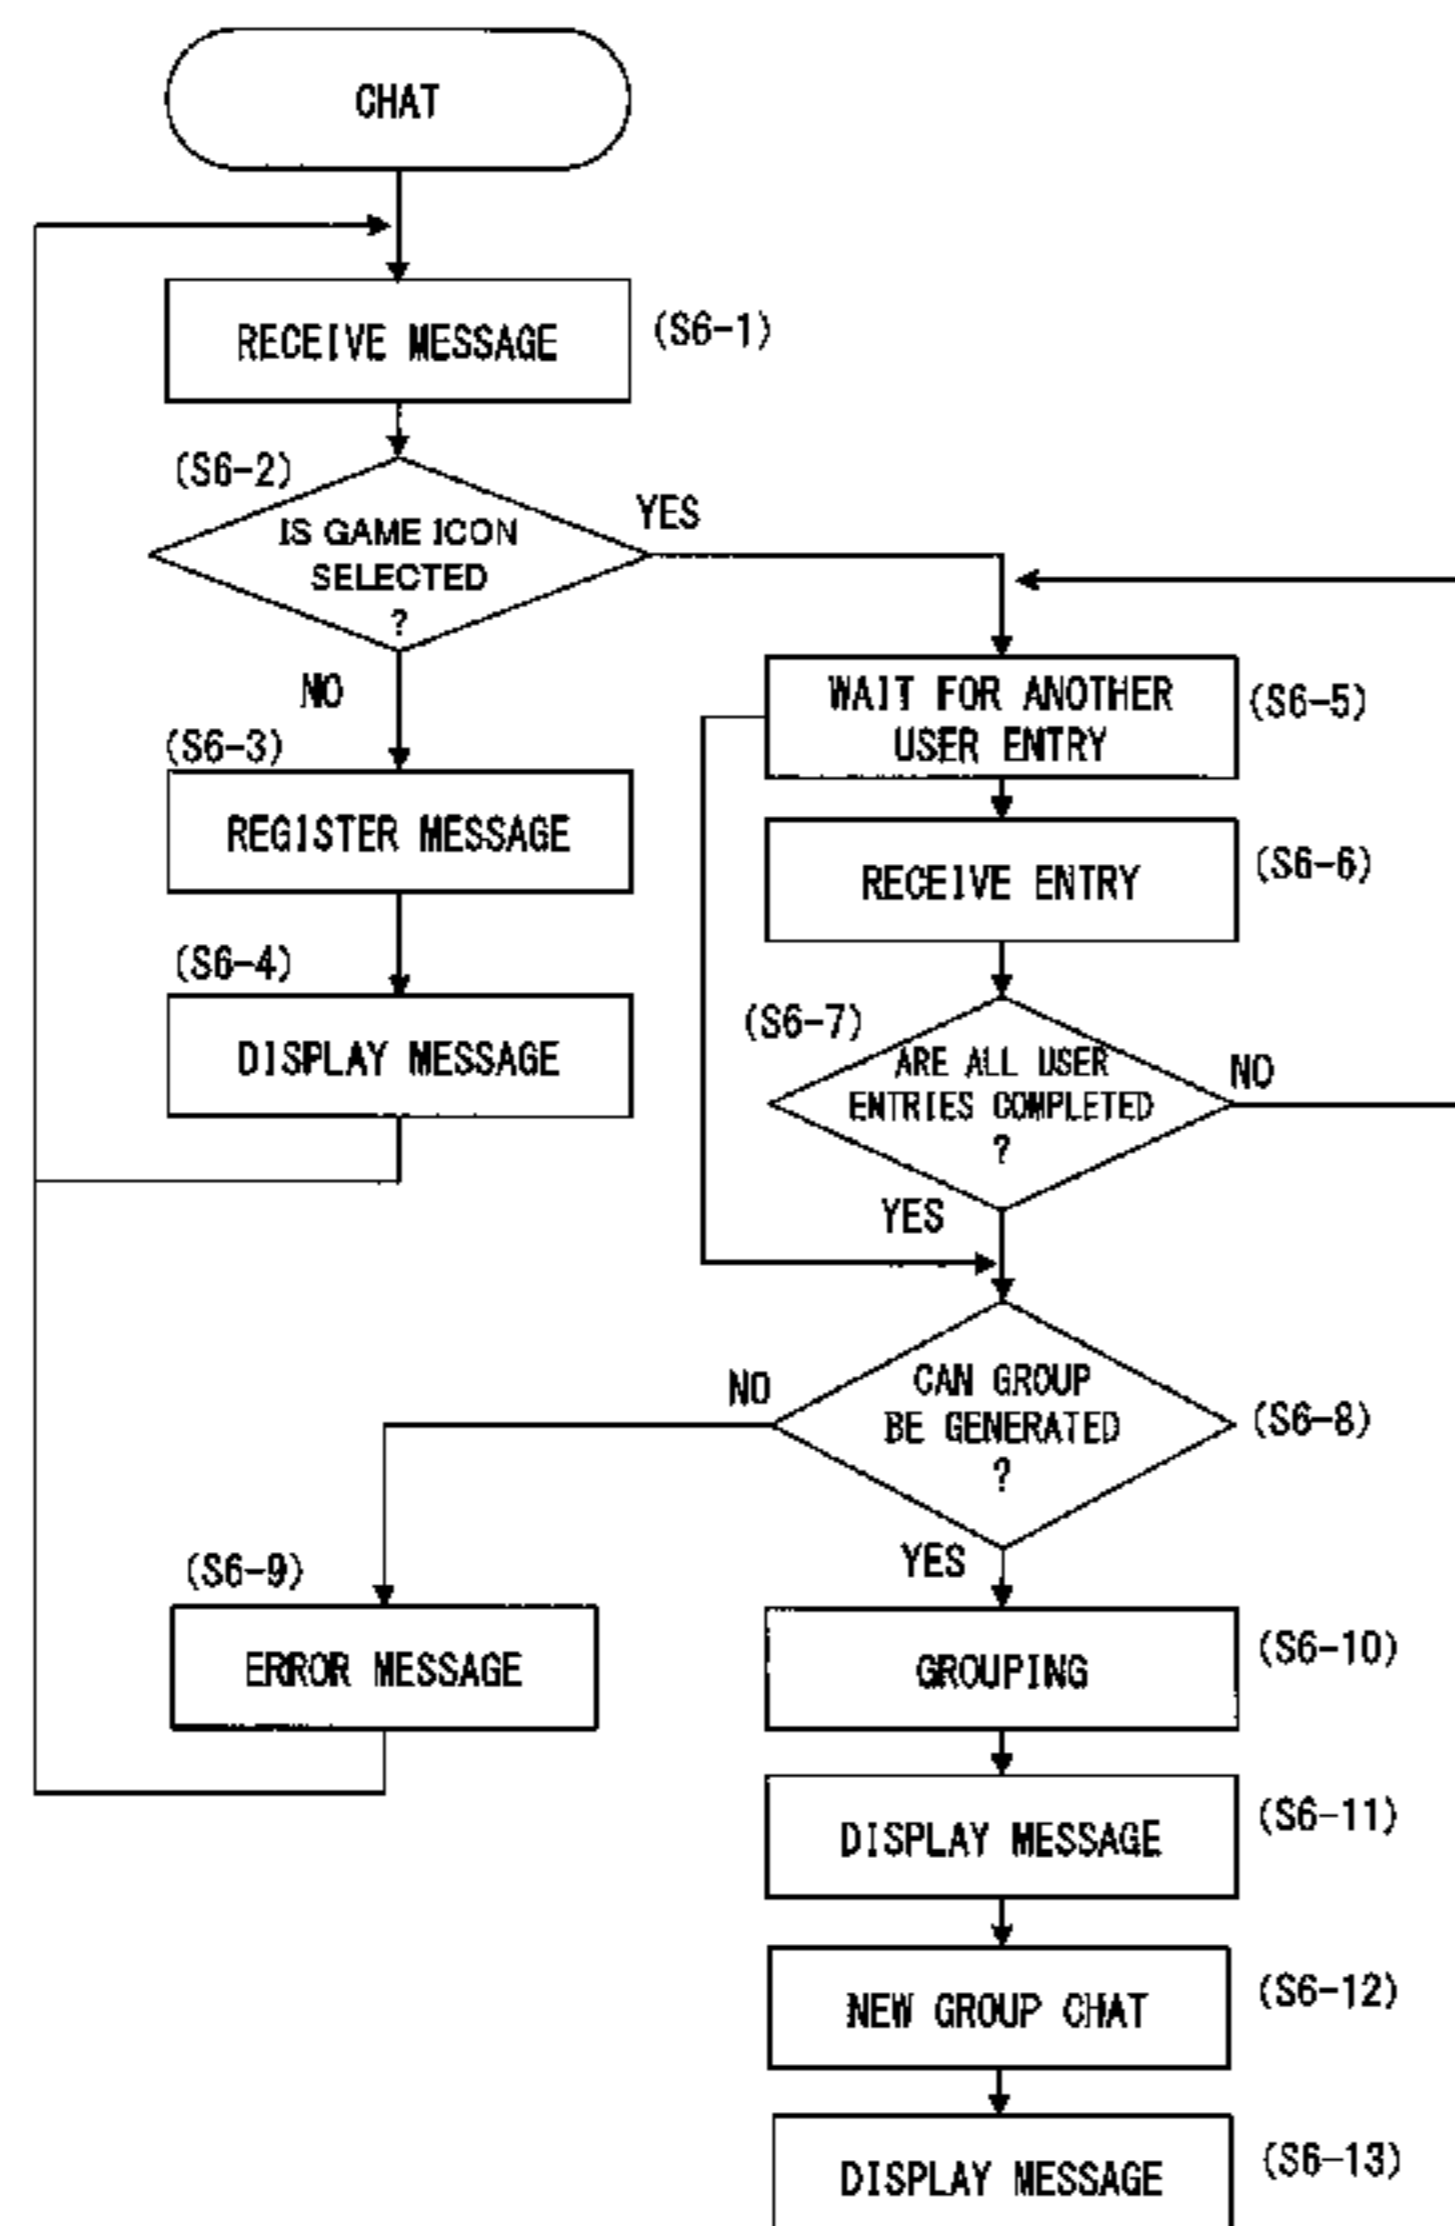 CHAT
RECEIVE MESSAGE
(S6-1)
(S6-2)
IS GAME ICON
SELECTED
?
YES
NO
(S6-3)
REGISTER MESSAGE
(S6-4)
DISPLAY MESSAGE
WAIT FOR ANOTHER
USER ENTRY
(S6-5)
RECEIVE ENTRY
(S6-6)
(S6-7)
ARE ALL USER
ENTRIES COMPLETED
?
NO
YES
CAN GROUP
BE GENERATED
?
(S6-8)
NO
YES
(S6-9)
ERROR MESSAGE
GROUPING
(S6-10)
DISPLAY MESSAGE
(S6-11)
NEW GROUP CHAT
(S6-12)
DISPLAY MESSAGE
(S6-13)